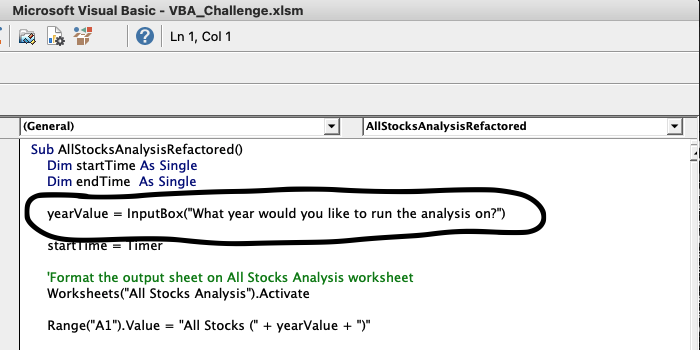 Microsoft Visual Basic - VBA_Challenge.xlsm
Ln 1, Col 1
(General)
AllStocksAnalysisRefactored
Sub AllStocksAnalysisRefactored()
Dim startTime As Single
Dim endTime  As Single
yearValue = InputBox("What year would you like to run the analysis on?")
startTime = Timer
'Format the output sheet on All Stocks Analysis worksheet
Worksheets("All Stocks Analysis").Activate
Range("A1").Value = "All Stocks (" + yearValue + ")"